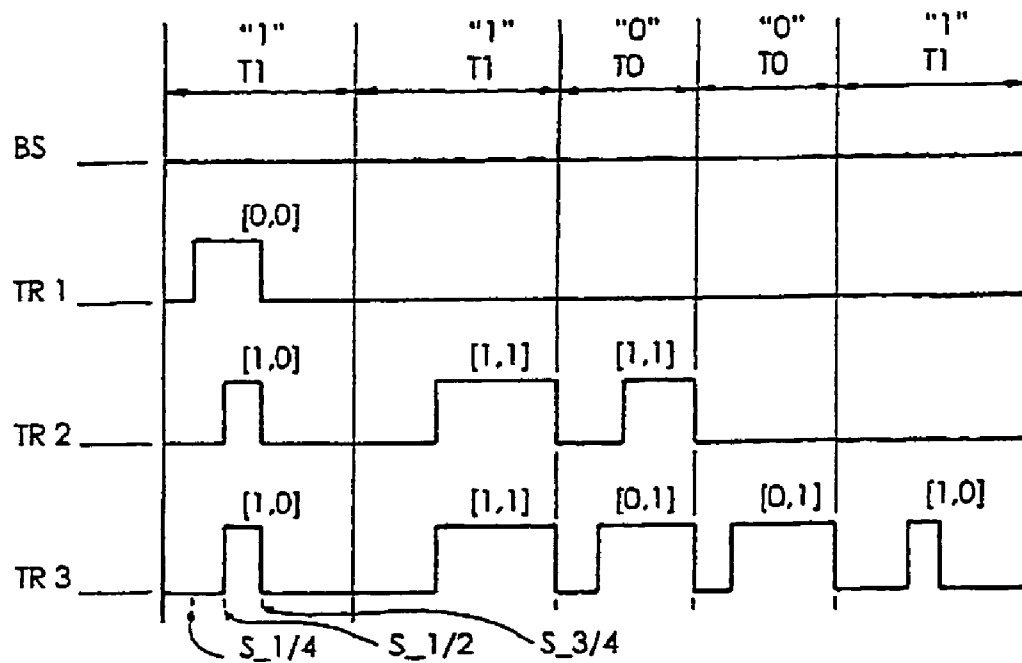 "1" "1" "0" "0" "1"
T1 T1 T0 T0 T1
BS
[0,0]
TR 1
[1,0] [1,1] [1,1]
TR 2
[1,0] [1,1] [0,1] [0,1] [1,0]
TR 3
S_1/4 S_1/2 S_3/4